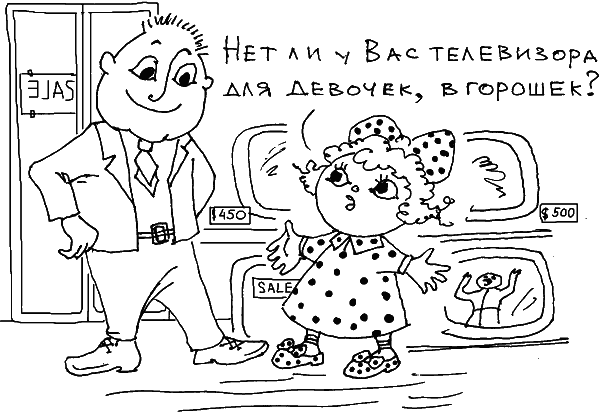 НЕТ ЛИ У ВАС ТЕЛЕВИЗОРА
ДЛЯ ДЕВОЧЕК, В ГОРОШЕК?
SALE
$450
$500
SALE